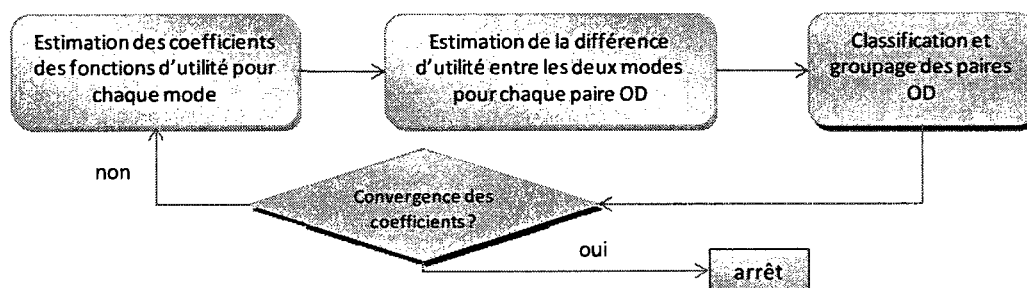 Estimation des coefficients
des fonctions d'utilité pour
chaque mode
Estimation de la différence
d'utilité entre les deux modes
pour chaque paire OD
Classification et
groupage des paires
OD
non
Convergence des
coefficients ?
oui
arrêt